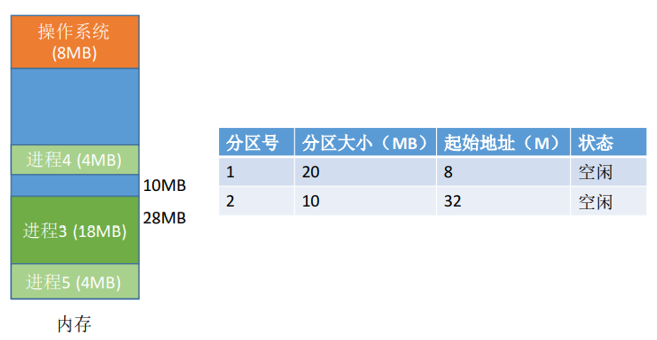 操作系统
(8MB)
进程4 (4MB)
10MB
28MB
进程3 (18MB)
进程5 (4MB)
内存
分区号 分区大小（MB） 起始地址（M） 状态
1 20 8 空闲
2 10 32 空闲